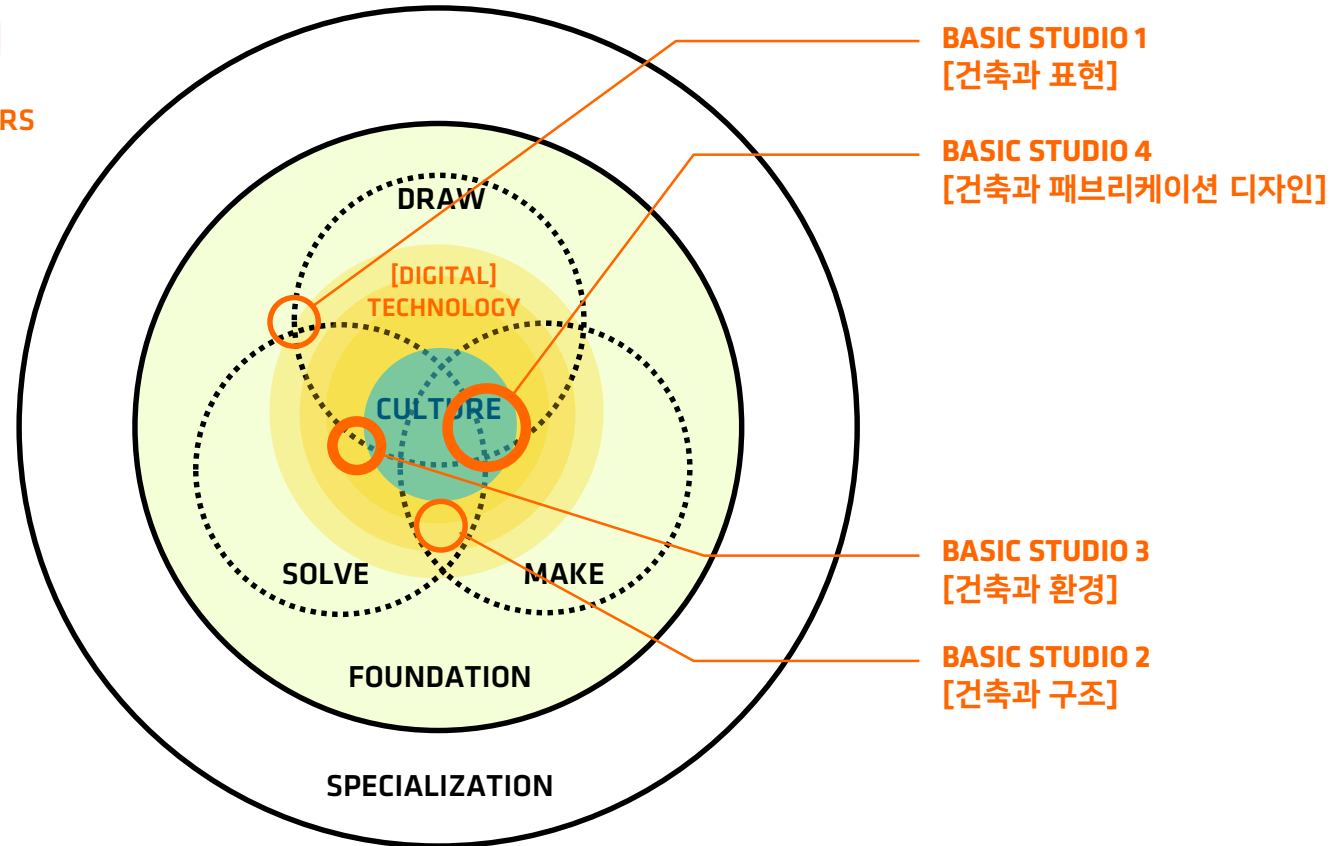 RS
BASIC STUDIO 1
[건축과 표현]
BASIC STUDIO 4
[건축과 패브리케이션 디자인]
DRAW
[DIGITAL]
TECHNOLOGY
CULTURE
SOLVE
MAKE
BASIC STUDIO 3
[건축과 환경]
BASIC STUDIO 2
[건축과 구조]
FOUNDATION
SPECIALIZATION